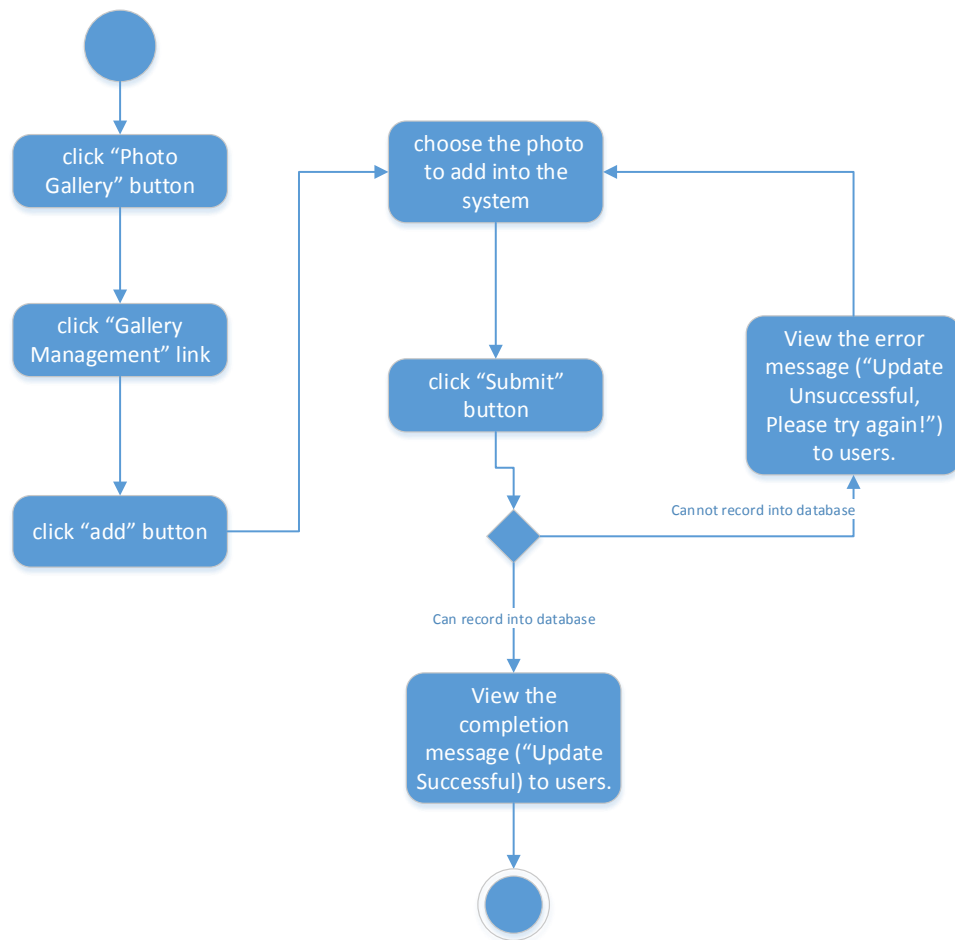 click “Photo
Gallery” button
click “Gallery
Management” link
click “add” button
choose the photo
to add into the
system
click “Submit”
button
Cannot record into database
View the error
message (“Update
Unsuccessful,
Please try again!”)
to users.
Can record into database
View the
completion
message (“Update
Successful) to users.